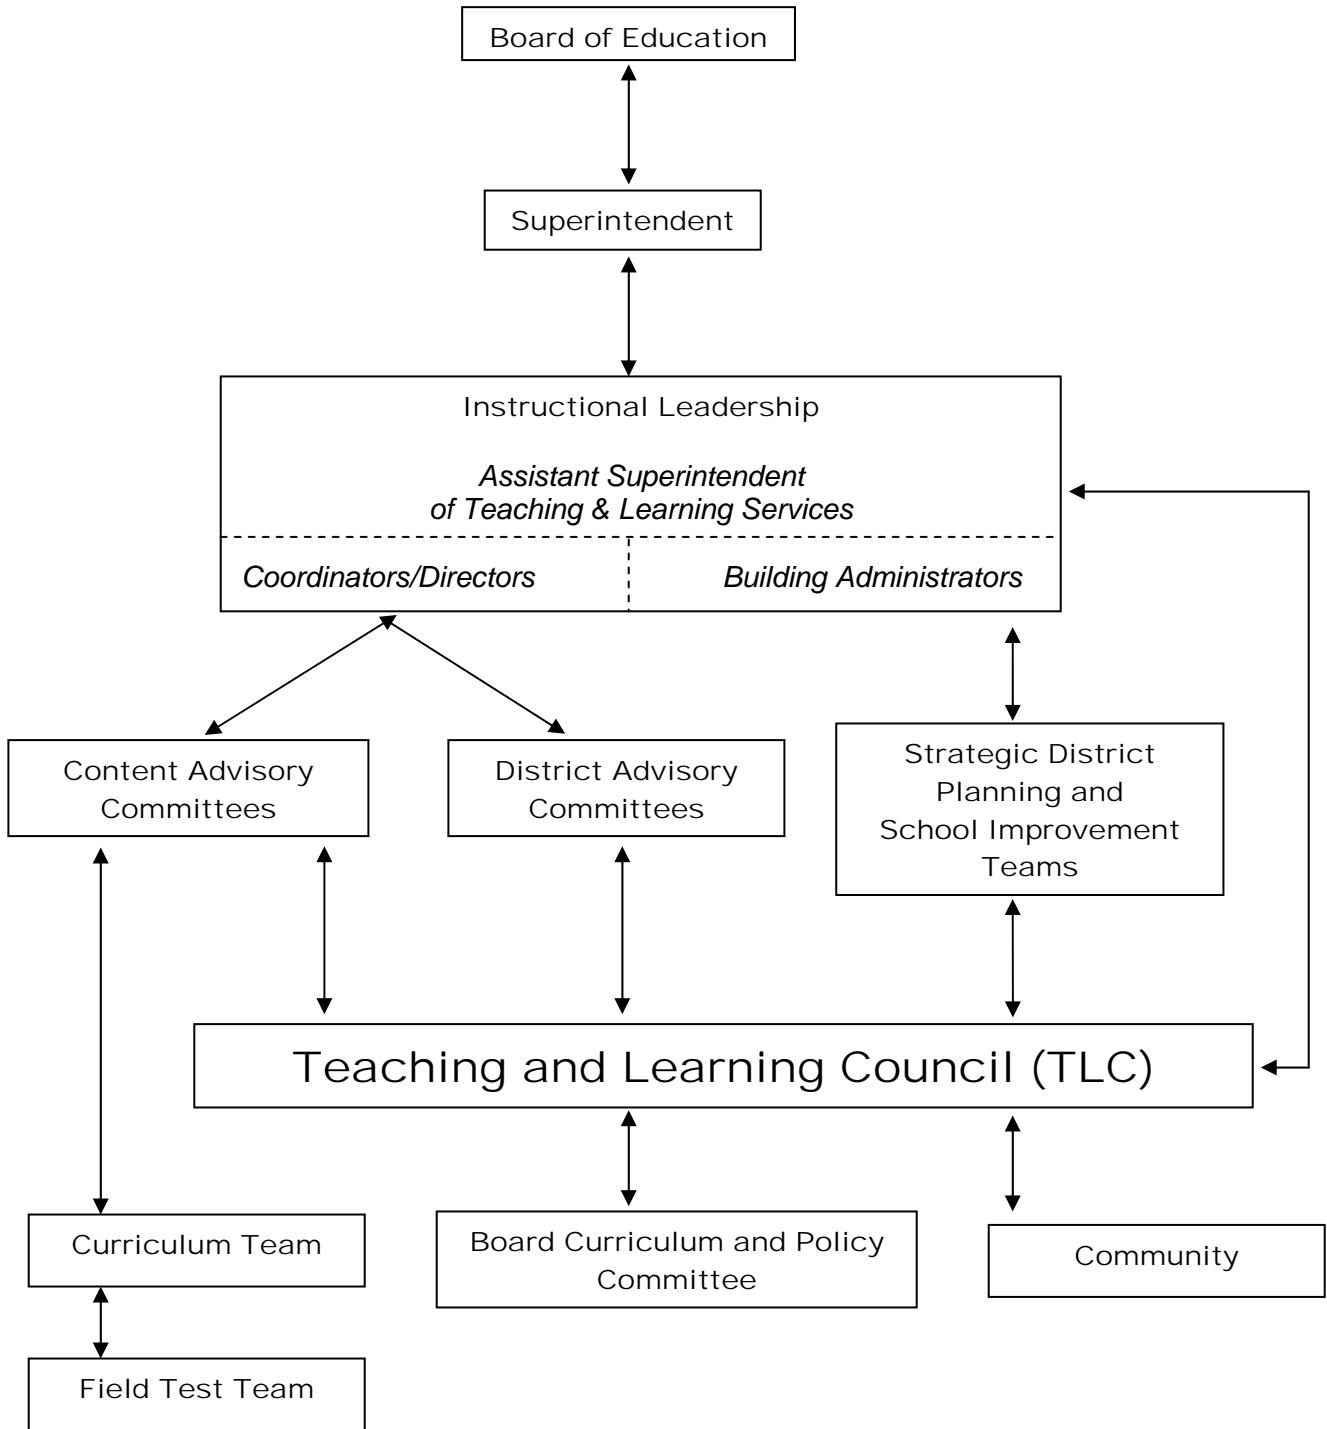 Board of Education
Superintendent
Instructional Leadership
Assistant Superintendent
of Teaching & Learning Services
Coordinators/Directors
Building Administrators
Content Advisory
Committees
District Advisory
Committees
Strategic District
Planning and
School Improvement
Teams
Teaching and Learning Council (TLC)
Curriculum Team
Board Curriculum and Policy
Committee
Community
Field Test Team